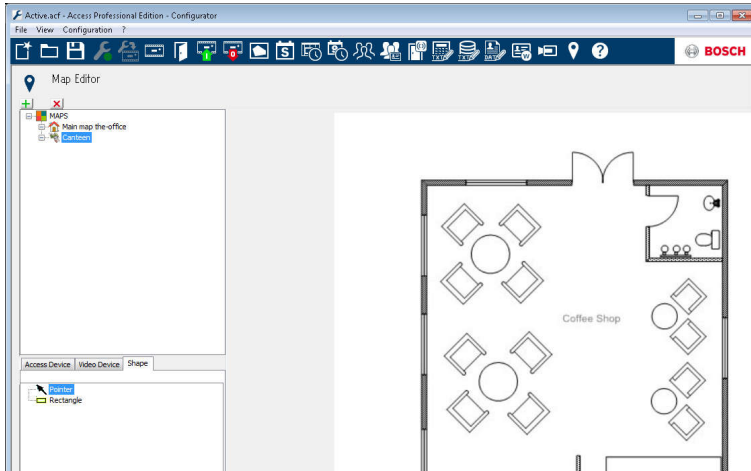 Active.acf - Access Professional Edition - Configurator
File View Configuration ?
BOSCH
Map Editor
MAPS
Main map the-office
Canteen
Coffee Shop
Access Device Video Device Shape
Pointer
Rectangle